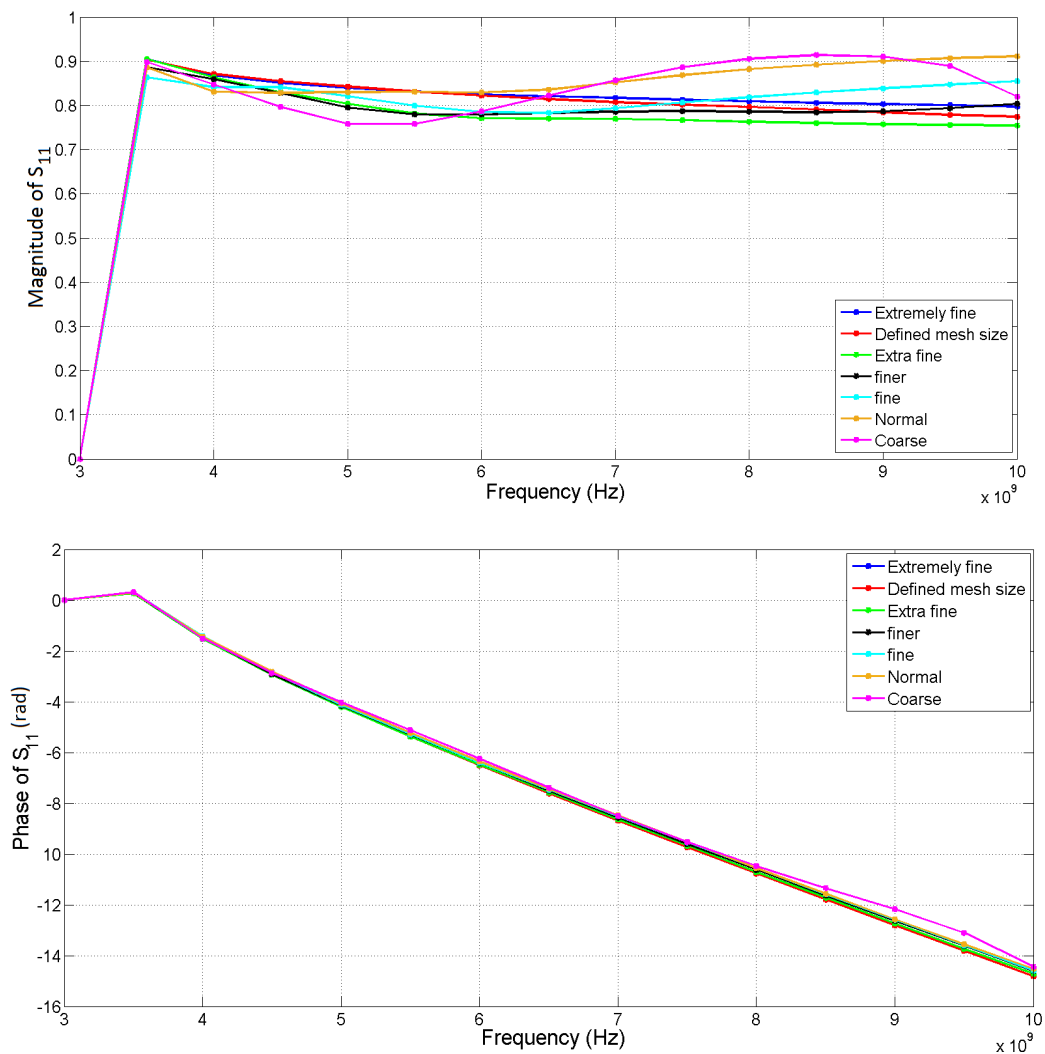 1
0.9
0.8
0.7
0.6
0.5
0.4
0.3
0.2
0.1
0
Magnitude of S11
Extremely fine
Defined mesh size
Extra fine
finer
fine
Normal
Coarse
3 4 5 6 7 8 9 10
Frequency (Hz)
x 10^9
2
0
-2
-4
-6
-8
10
-12
-14
-16
Phase of S11 (rad)
Extremely fine
Defined mesh size
Extra fine
finer
fine
Normal
Coarse
3 4 5 6 7 8 9 10
Frequency (Hz)
x 10^9